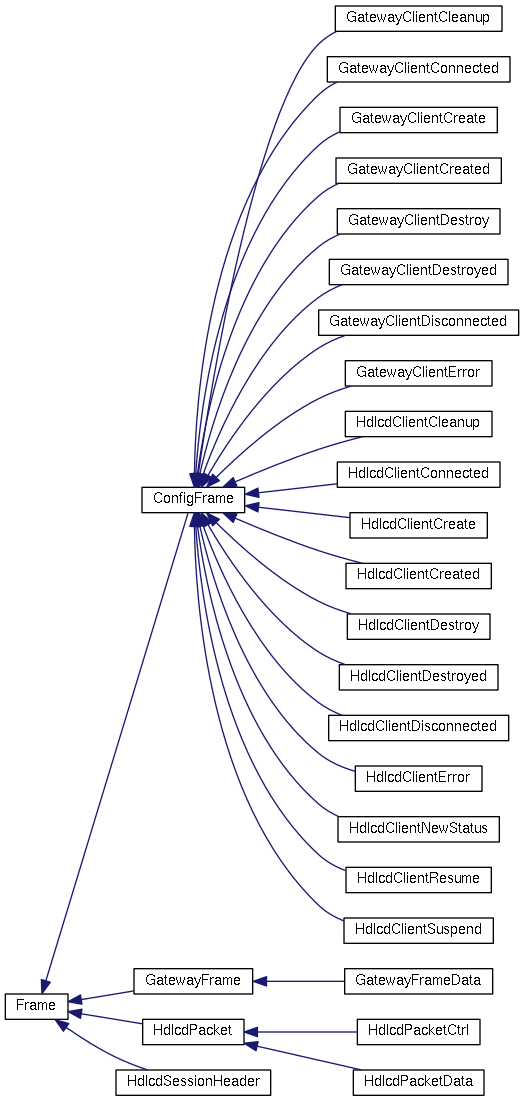 GatewayClientCleanup
GatewayClientConnected
GatewayClientCreate
GatewayClientCreated
GatewayClientDestroy
GatewayClientDestroyed
GatewayClientDisconnected
GatewayClientError
HdlcdClientCleanup
HdlcdClientConnected
ConfigFrame
HdlcdClientCreate
HdlcdClientCreated
HdlcdClientDestroy
HdlcdClientDestroyed
HdlcdClientDisconnected
HdlcdClientError
HdlcdClientNewStatus
HdlcdClientResume
HdlcdClientSuspend
GatewayFrame
GatewayFrameData
Frame
HdlcdPacket
HdlcdPacketCtrl
HdlcdSessionHeader
HdlcdPacketData